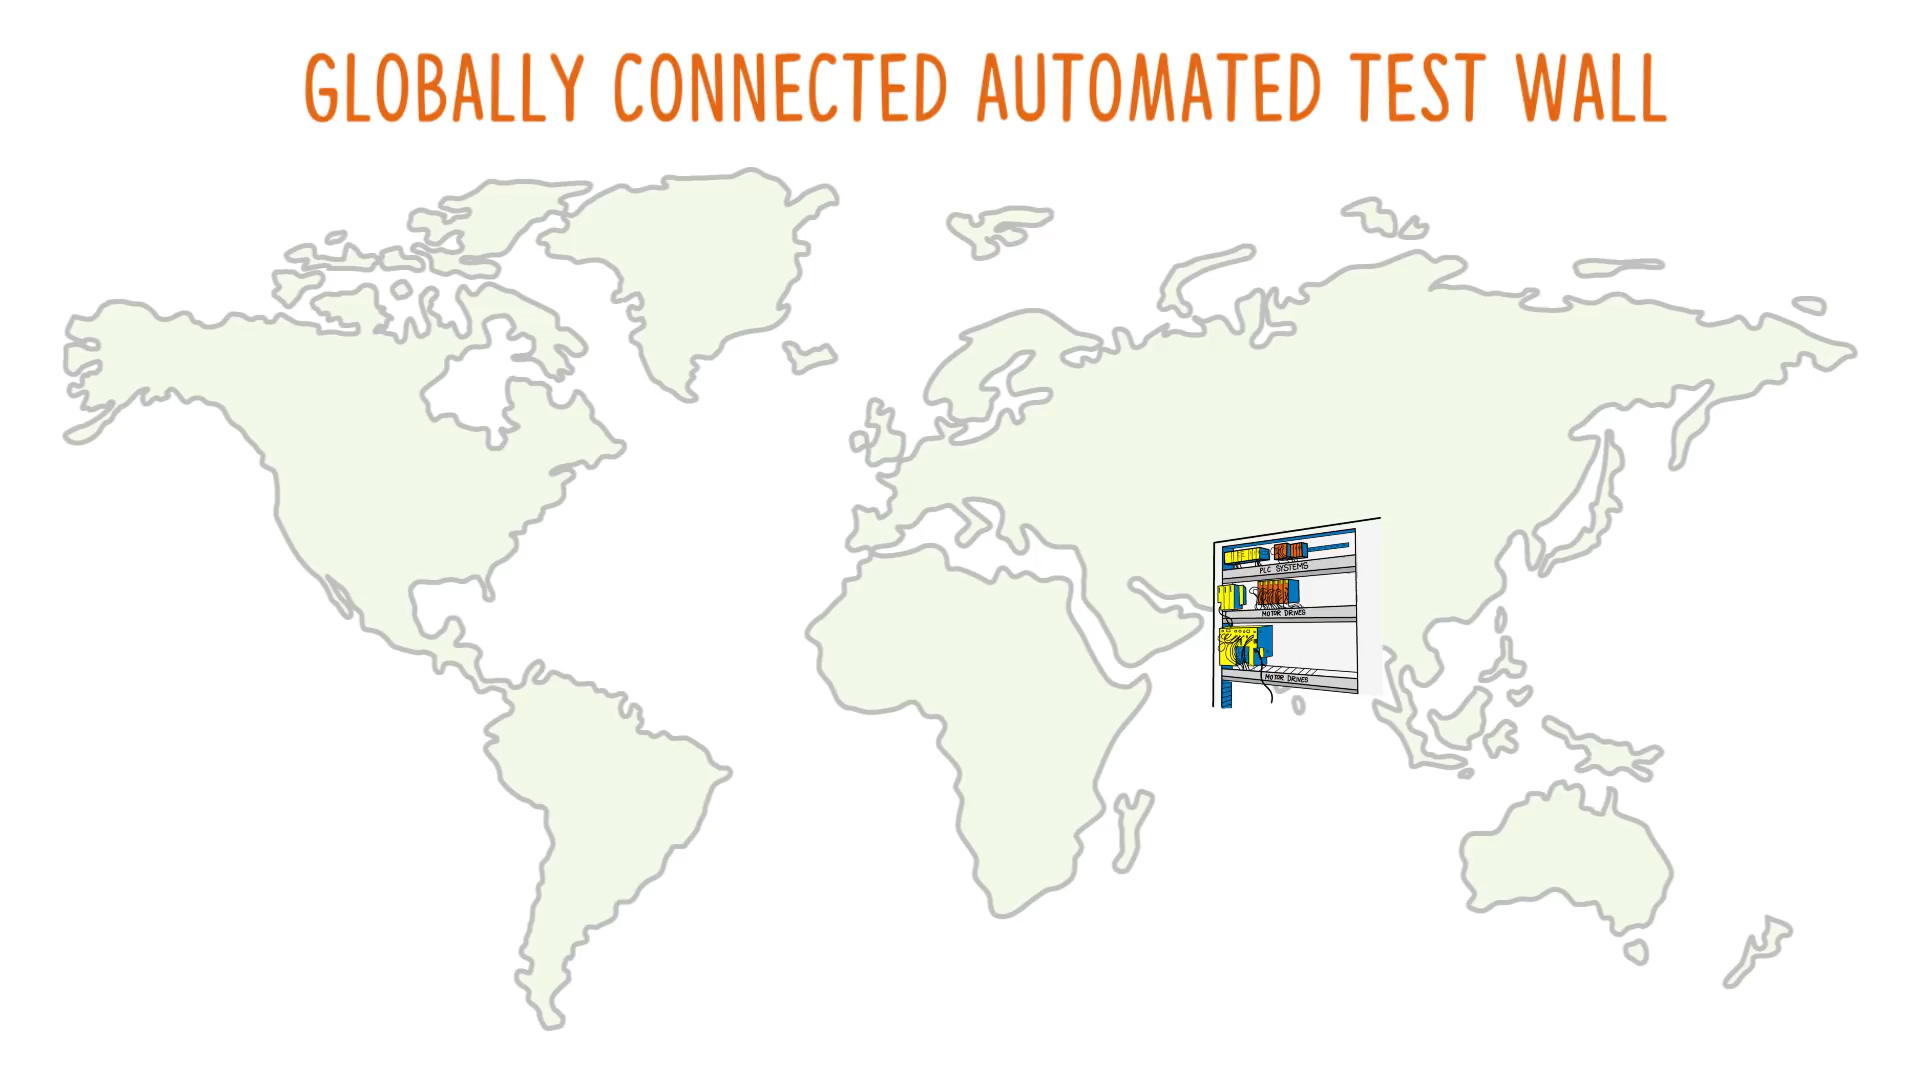 GLOBALLY CONNECTED AUTOMATED TEST WALL
PLC SYSTEMS
MOTOR DRIVES
MOTOR DRIVES